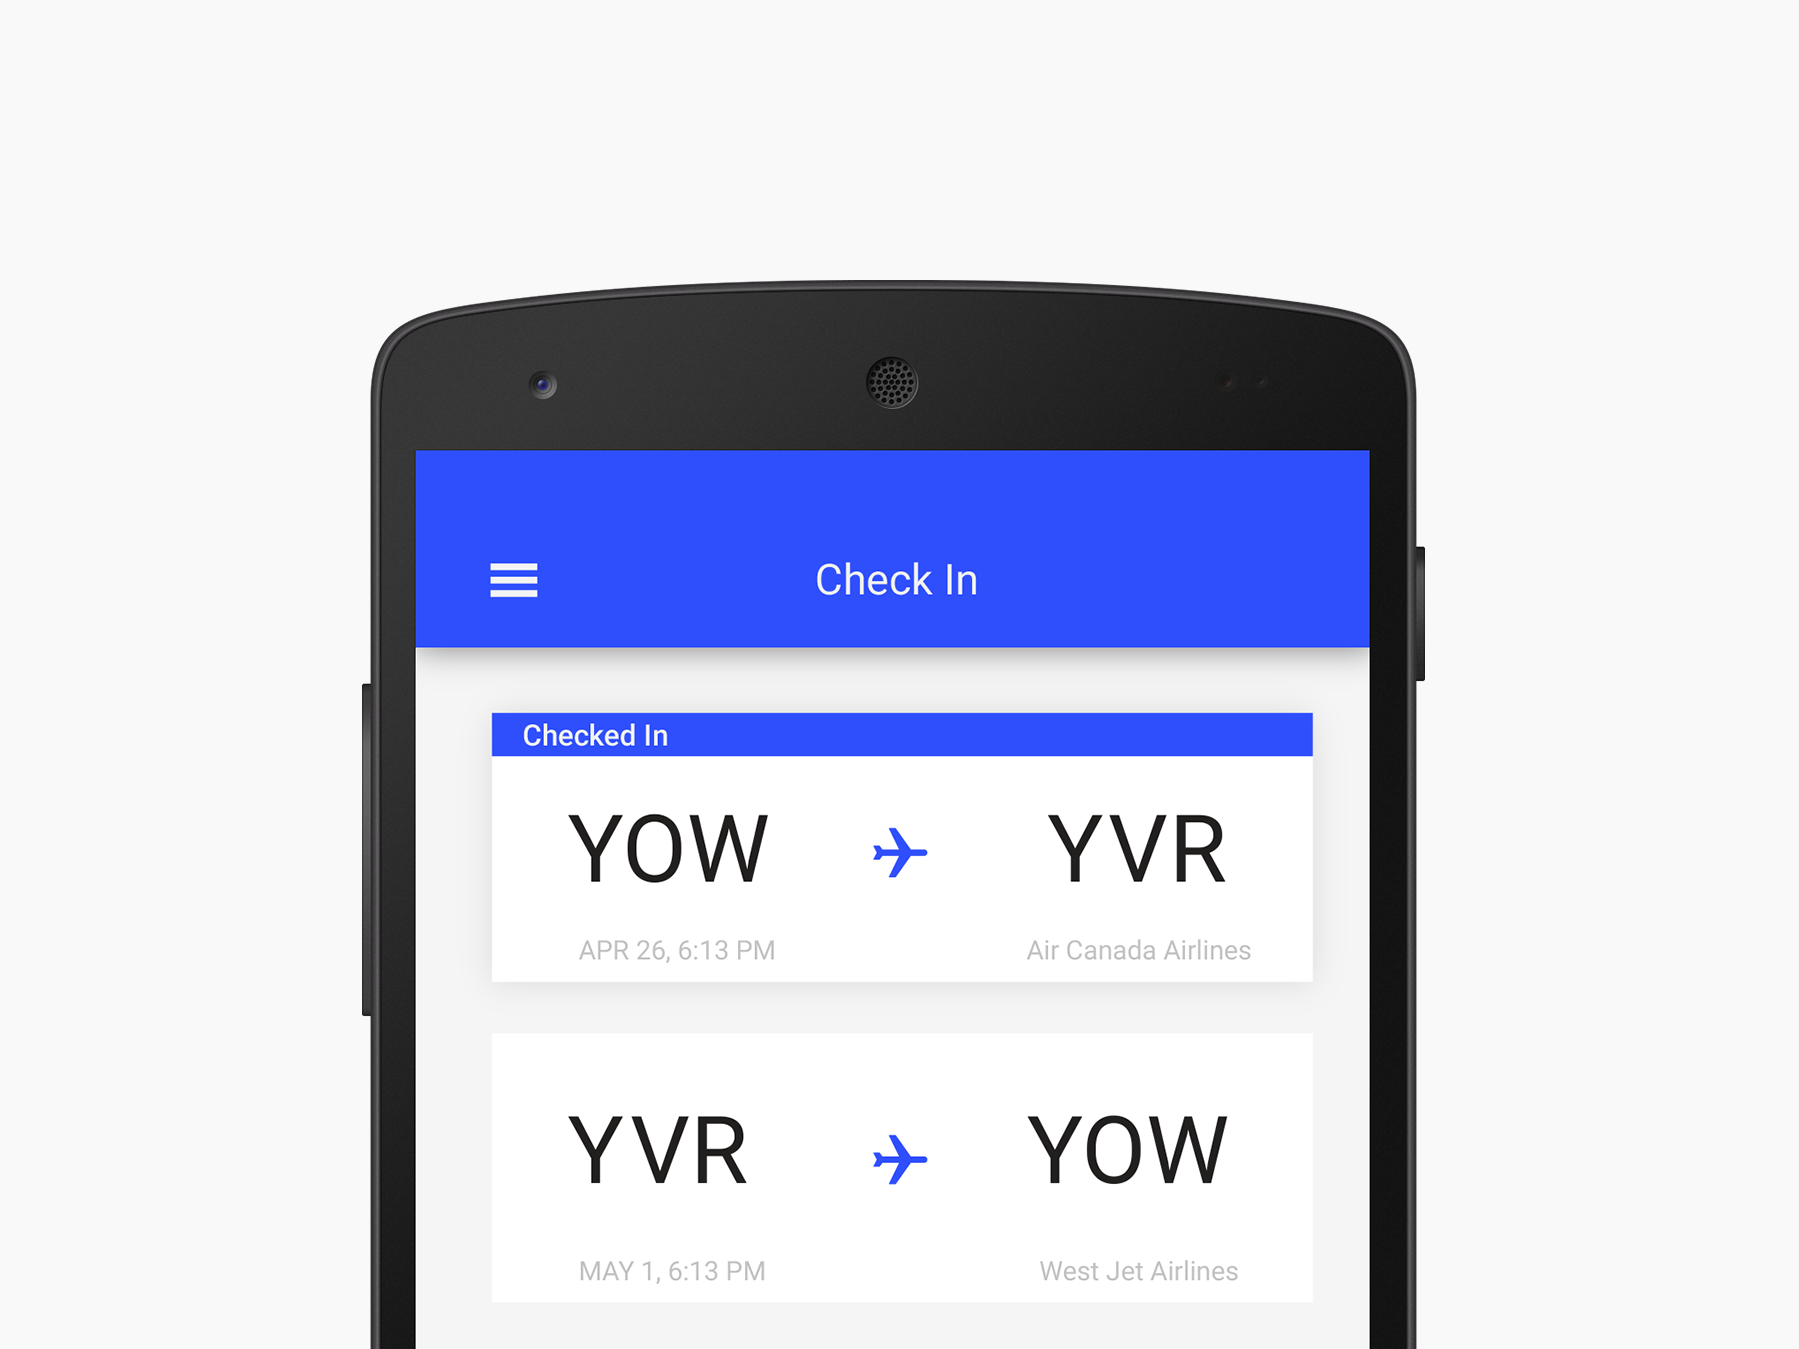 Check In
Checked In
YOW YVR
APR 26, 6:13 PM Air Canada Airlines
YVR YOW
MAY 1, 6:13 PM West Jet Airlines